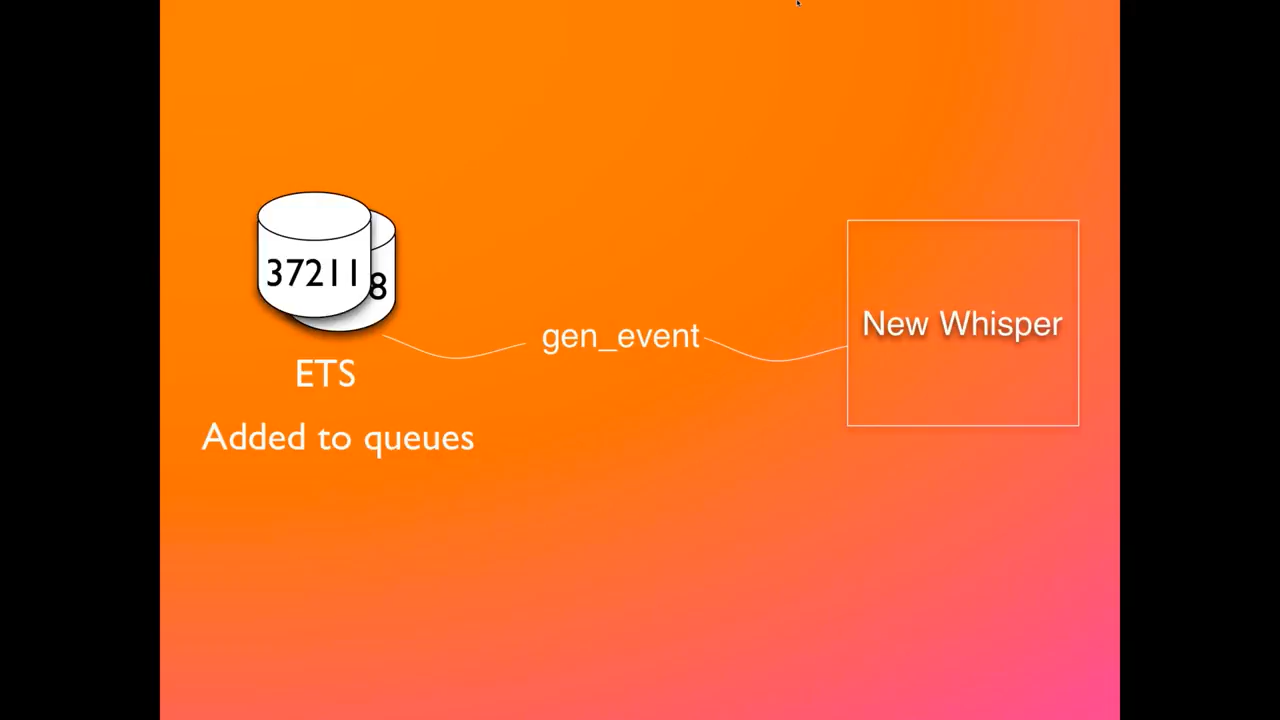 37211
8
gen_event
New Whisper
ETS
Added to queues